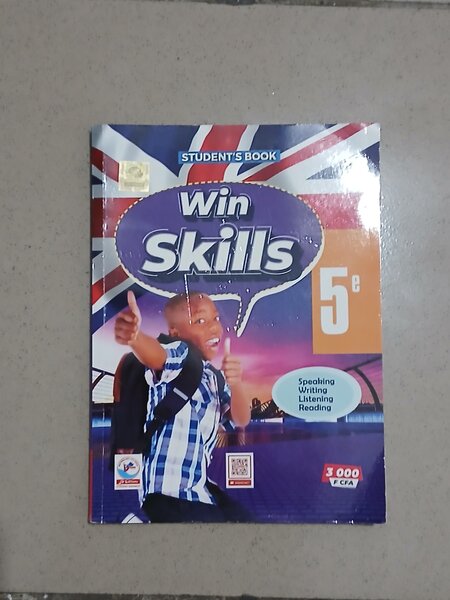 STUDENT'S BOOK
Win
Skills
5e
Speaking
Writing
Listening
Reading
3 000
F CFA